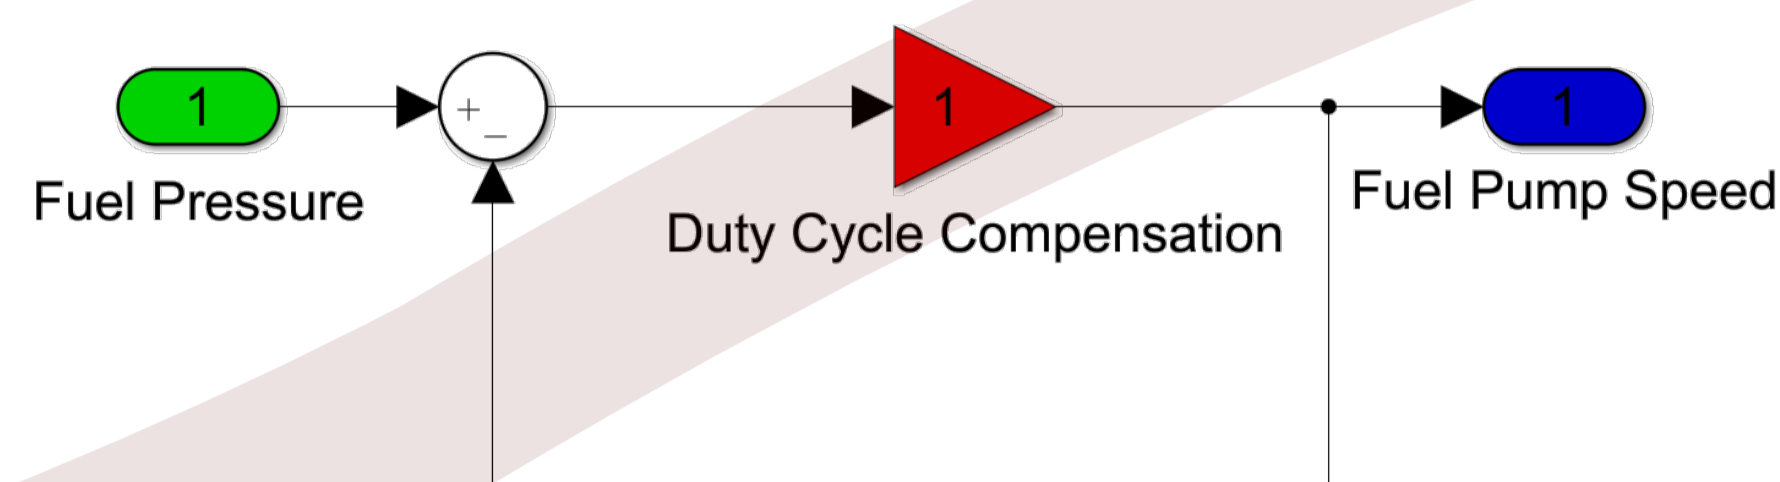 1
+
−
1
1
Fuel Pressure
Duty Cycle Compensation
Fuel Pump Speed